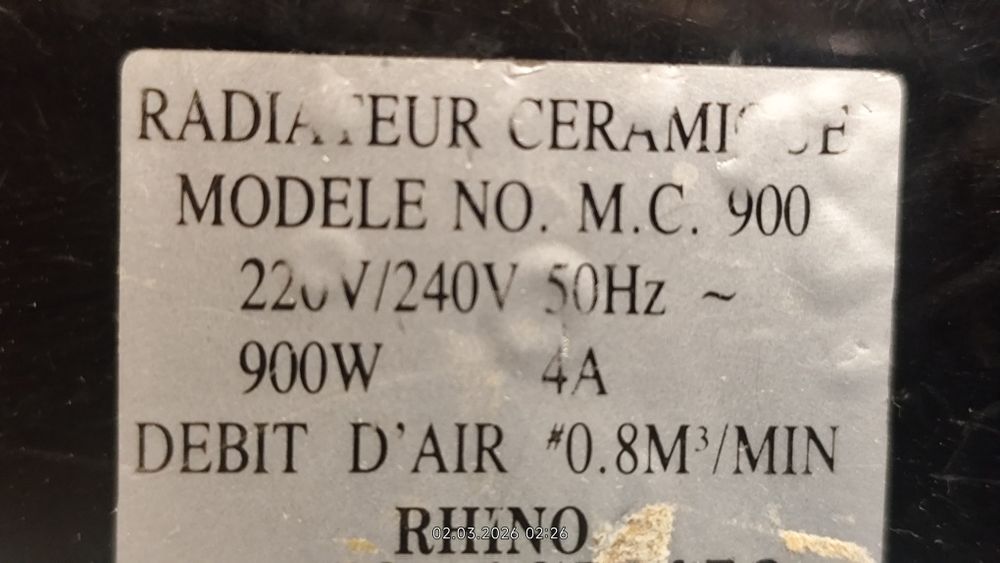 RADIATEUR CERAMIQUE
MODELE NO. M.C. 900
220V/240V 50Hz ~
900W 4A
DEBIT D'AIR #0.8M³/MIN
RHINO
02.03.2026 02:26